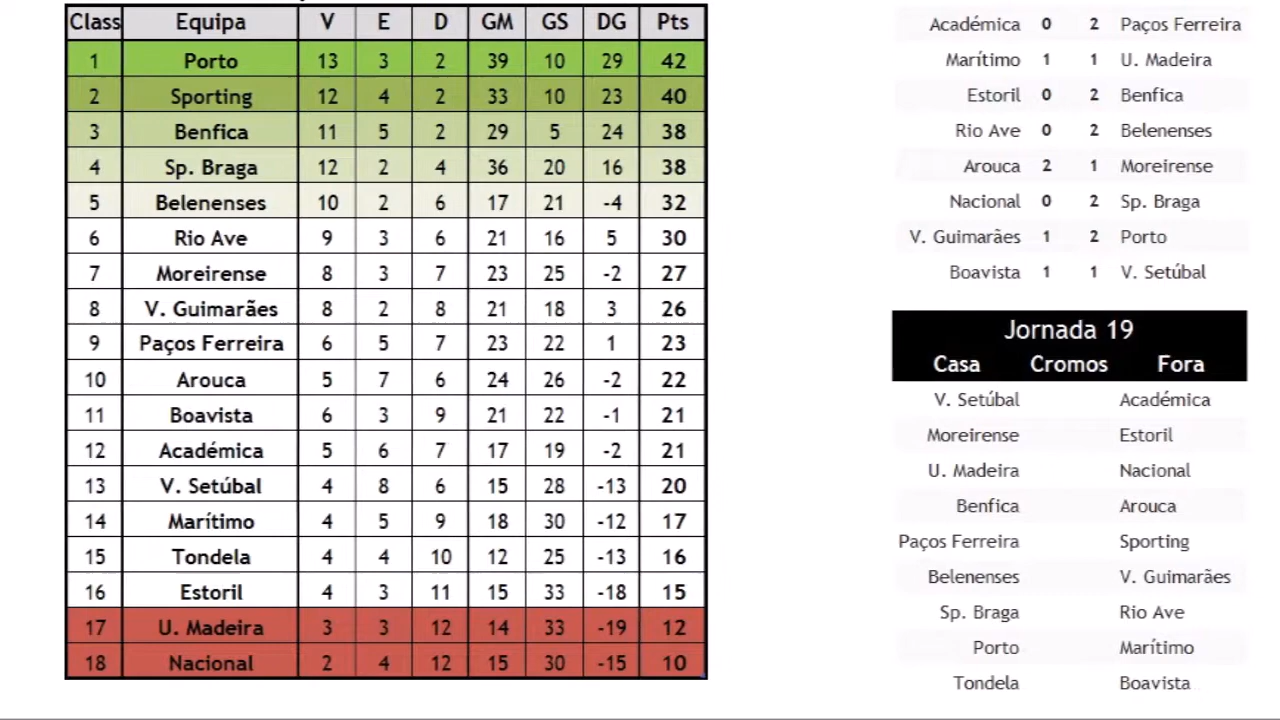 Class Equipa V E D GM GS DG Pts
1 Porto 13 3 2 39 10 29 42
2 Sporting 12 4 2 33 10 23 40
3 Benfica 11 5 2 29 5 24 38
4 Sp. Braga 12 2 4 36 20 16 38
5 Belenenses 10 2 6 17 21 -4 32
6 Rio Ave 9 3 6 21 16 5 30
7 Moreirense 8 3 7 23 25 -2 27
8 V. Guimarães 8 2 8 21 18 3 26
9 Paços Ferreira 6 5 7 23 22 1 23
10 Arouca 5 7 6 24 26 -2 22
11 Boavista 6 3 9 21 22 -1 21
12 Académica 5 6 7 17 19 -2 21
13 V. Setúbal 4 8 6 15 28 -13 20
14 Marítimo 4 5 9 18 30 -12 17
15 Tondela 4 4 10 12 25 -13 16
16 Estoril 4 3 11 15 33 -18 15
17 U. Madeira 3 3 12 14 33 -19 12
18 Nacional 2 4 12 15 30 -15 10
Académica 0 2 Paços Ferreira
Marítimo 1 1 U. Madeira
Estoril 0 2 Benfica
Rio Ave 0 2 Belenenses
Arouca 2 1 Moreirense
Nacional 0 2 Sp. Braga
V. Guimarães 1 2 Porto
Boavista 1 1 V. Setúbal
Jornada 19
Casa Cromos Fora
V. Setúbal Académica
Moreirense Estoril
U. Madeira Nacional
Benfica Arouca
Paços Ferreira Sporting
Belenenses V. Guimarães
Sp. Braga Rio Ave
Porto Marítimo
Tondela Boavista